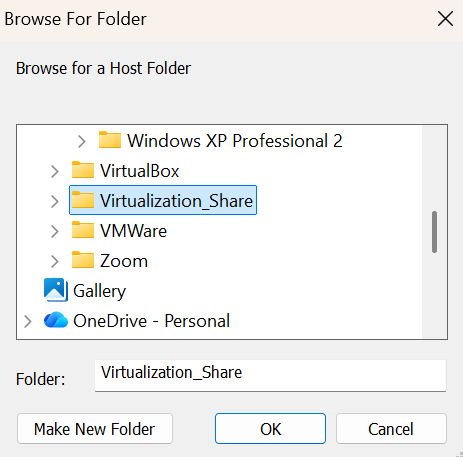 Browse For Folder
Browse for a Host Folder
Windows XP Professional 2
VirtualBox
Virtualization_Share
VMWare
Zoom
Gallery
OneDrive - Personal
Folder: Virtualization_Share
Make New Folder OK Cancel